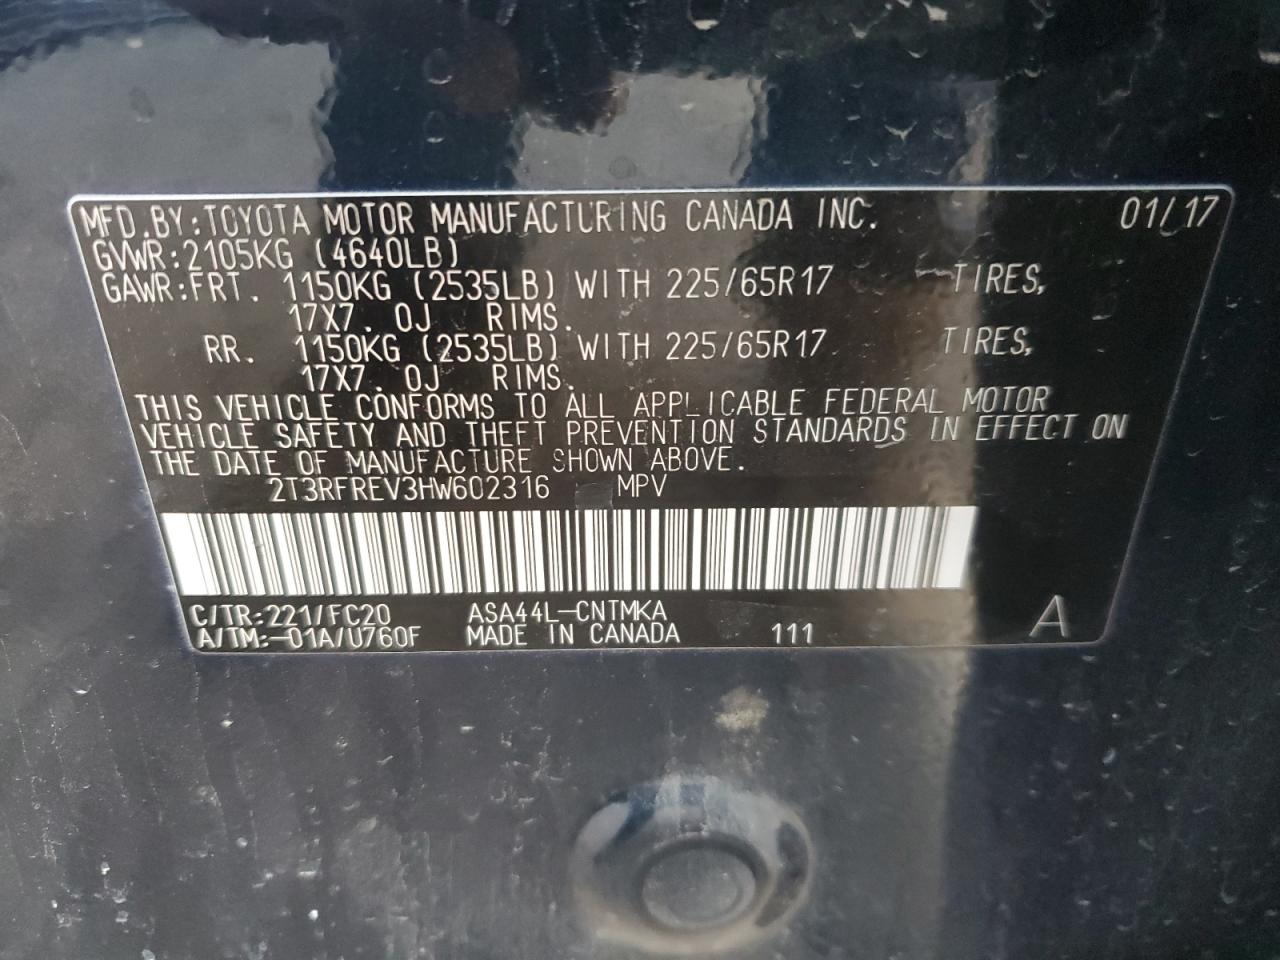 MFD.BY:TOYOTA MOTOR MANUFACTURING CANADA INC. 01/17
GVWR:2105KG (4640LB)
GAWR:FRT. 1150KG (2535LB) WITH 225/65R17 TIRES,
17X7.0J RIMS.
RR. 1150KG (2535LB) WITH 225/65R17 TIRES,
17X7.0J RIMS.
THIS VEHICLE CONFORMS TO ALL APPLICABLE FEDERAL MOTOR
VEHICLE SAFETY AND THEFT PREVENTION STANDARDS IN EFFECT ON
THE DATE OF MANUFACTURE SHOWN ABOVE.
2T3RFREV3HW602316 MPV
C/TR:221/FC20 ASA44L-CNTMKA
A/TM:-01A/U760F MADE IN CANADA 111 A